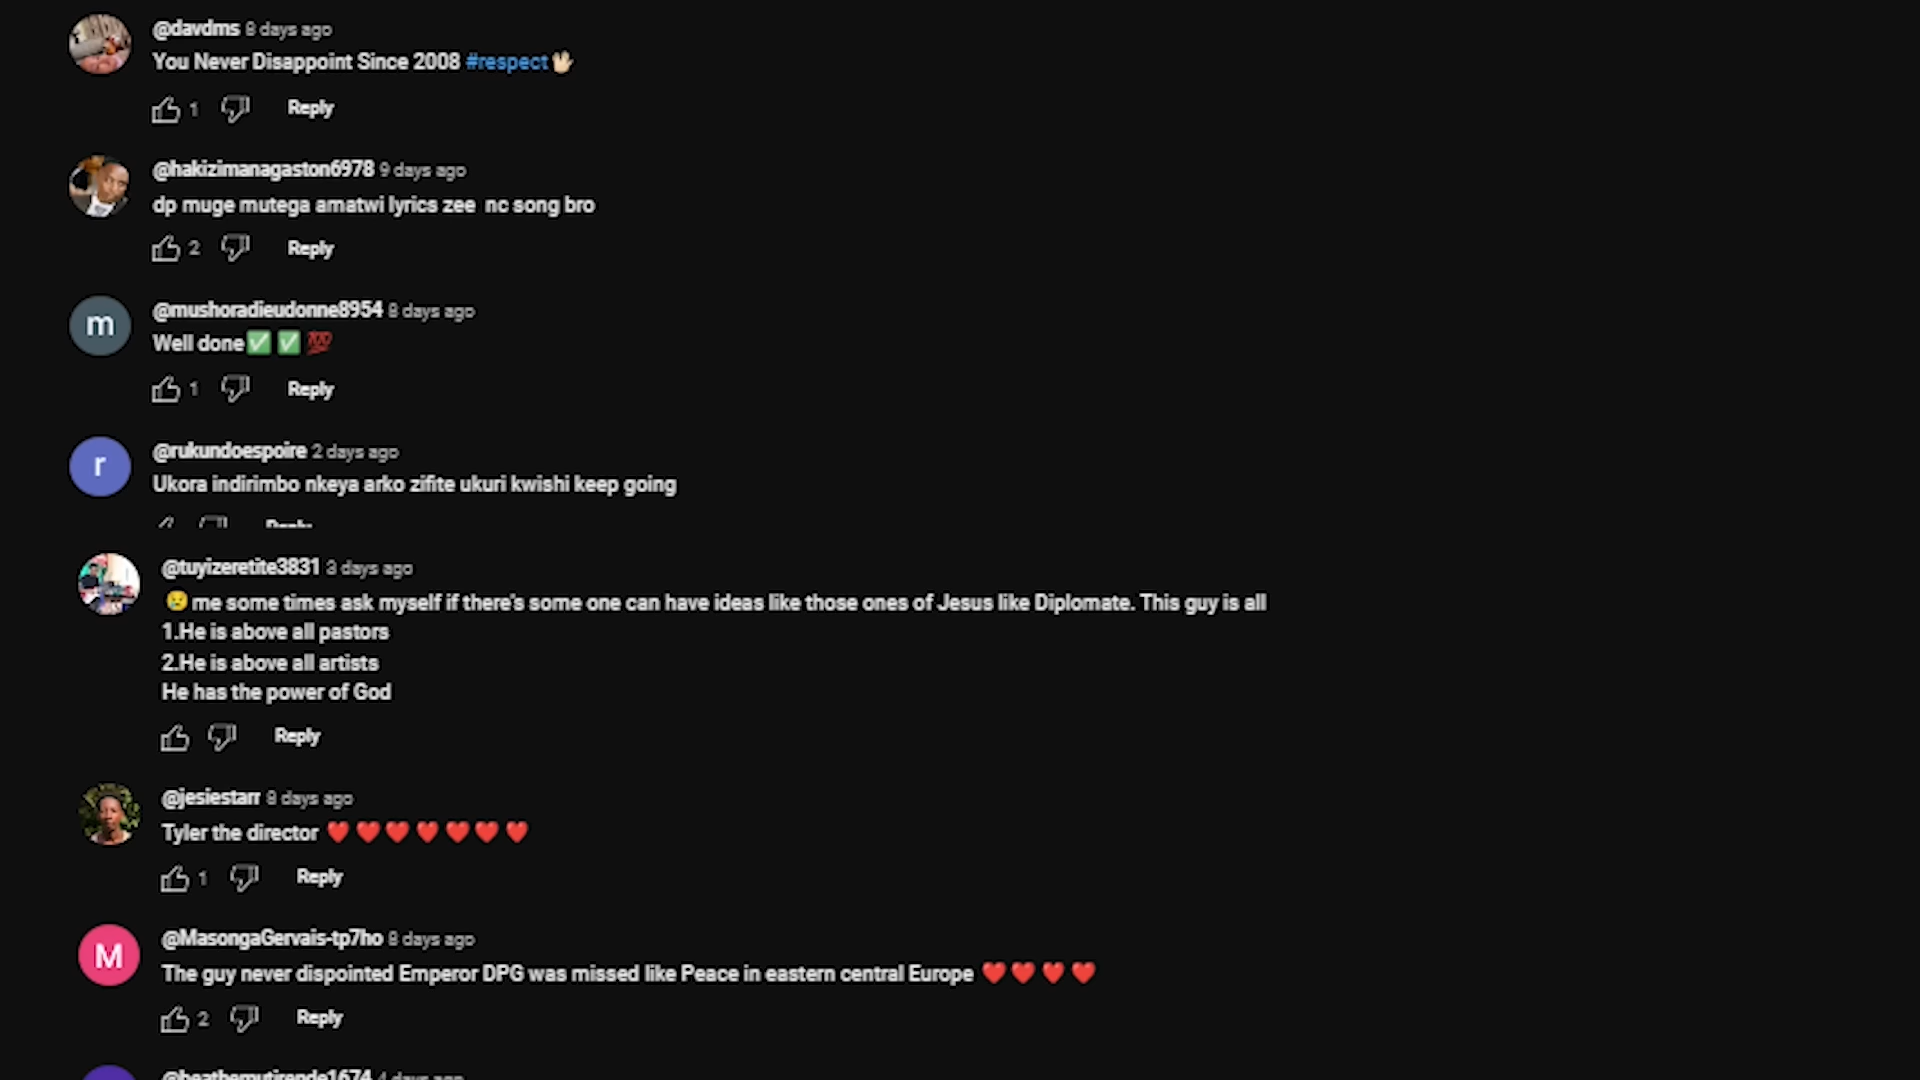 @davdms 8 days ago
You Never Disappoint Since 2008 #respect🖖🏻
1 Reply
@hakizimanagaston6978 9 days ago
dp muge mutega amatwi lyrics zee nc song bro
2 Reply
m @mushoradieudonne8954 8 days ago
Well done✅ ✅ 💯
1 Reply
r @rukundoespoire 2 days ago
Ukora indirimbo nkeya arko zifite ukuri kwishi keep going
Reply
@tuyizeretite3831 3 days ago
😢 me some times ask myself if there's some one can have ideas like those ones of Jesus like Diplomate. This guy is all
1.He is above all pastors
2.He is above all artists
He has the power of God
Reply
@jesiestarr 8 days ago
Tyler the director ❤️❤️❤️❤️❤️❤️❤️
1 Reply
M @MasongaGervais-tp7ho 8 days ago
The guy never dispointed Emperor DPG was missed like Peace in eastern central Europe ❤️❤️❤️❤️
2 Reply
4 days ago